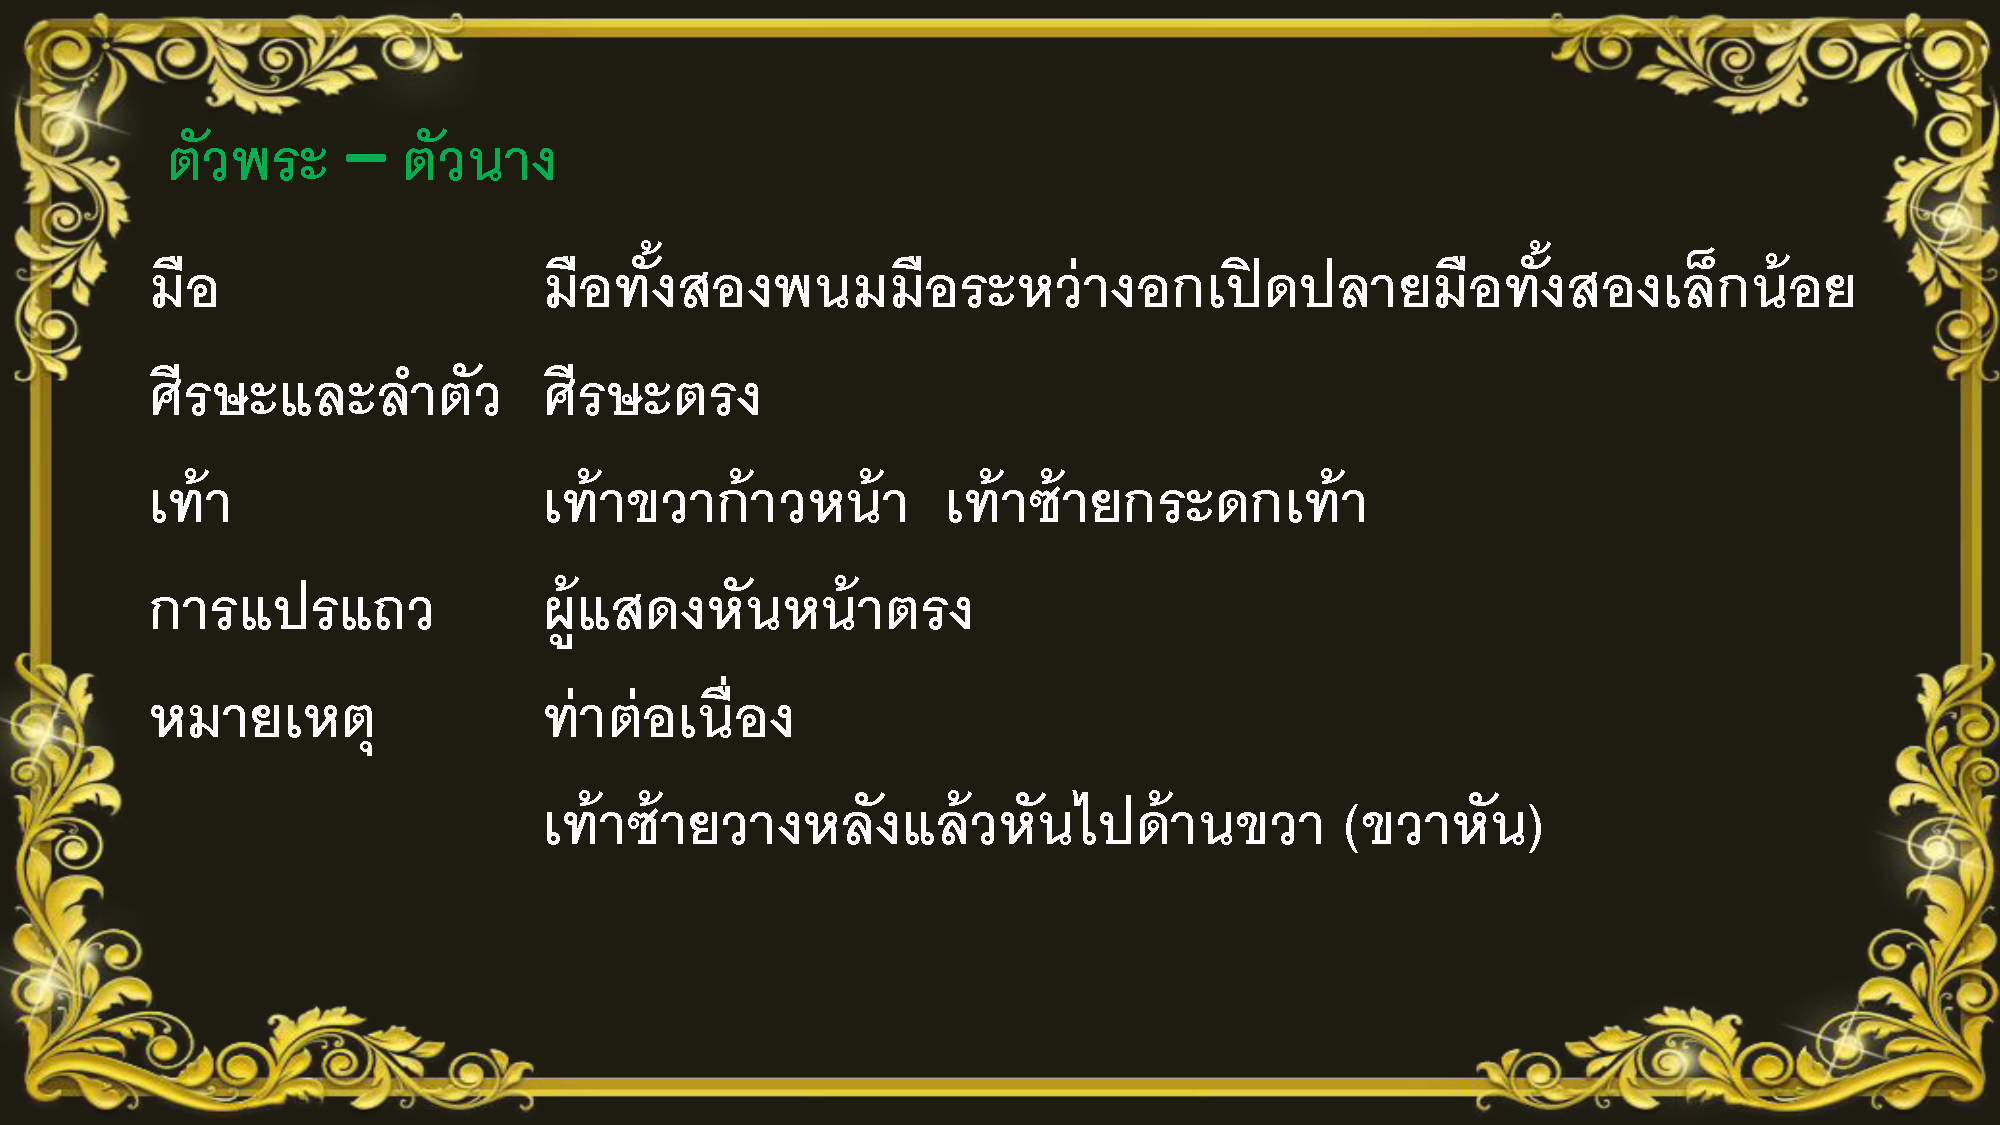 ตัวพระ – ตัวนาง
มือ มือทั้งสองพนมมือระหว่างอกเปิดปลายมือทั้งสองเล็กน้อย
ศีรษะและลำตัว ศีรษะตรง
เท้า เท้าขวาก้าวหน้า เท้าซ้ายกระดกเท้า
การแปรแถว ผู้แสดงหันหน้าตรง
หมายเหตุ ท่าต่อเนื่อง
เท้าซ้ายวางหลังแล้วหันไปด้านขวา (ขวาหัน)